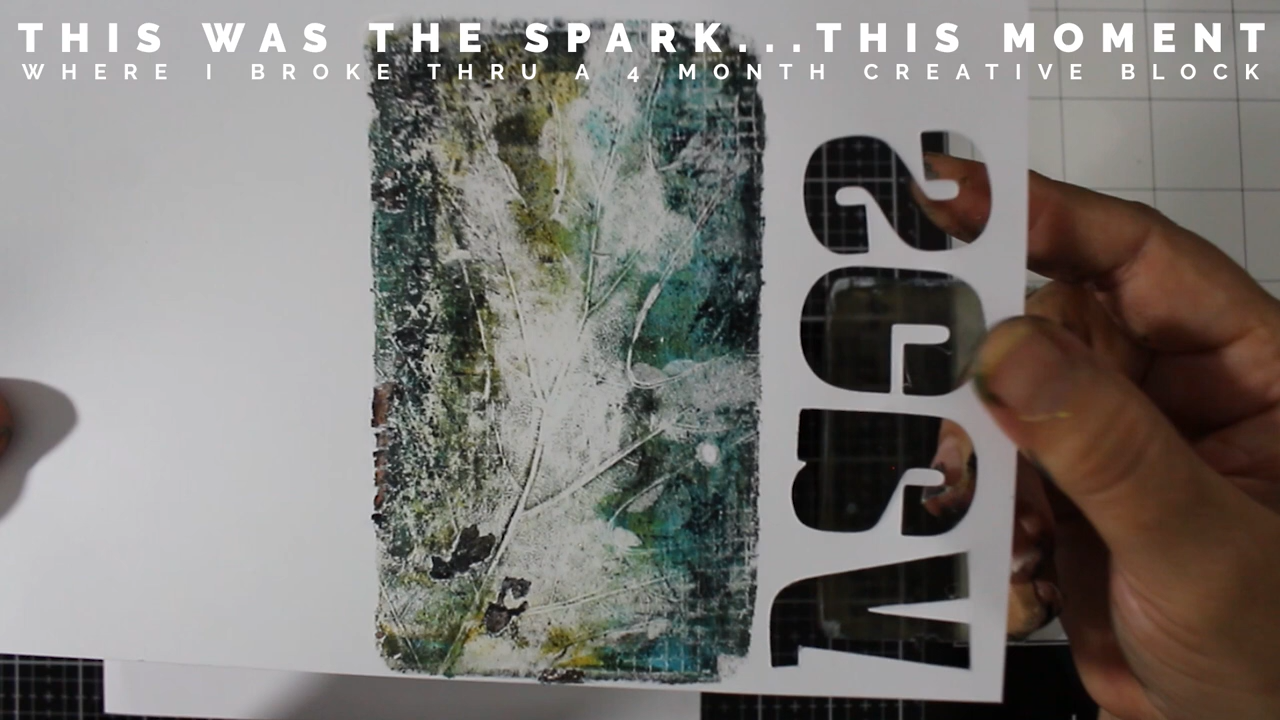 THIS WAS THE SPARK...THIS MOMENT
WHERE I BROKE THRU A 4 MONTH CREATIVE BLOCK